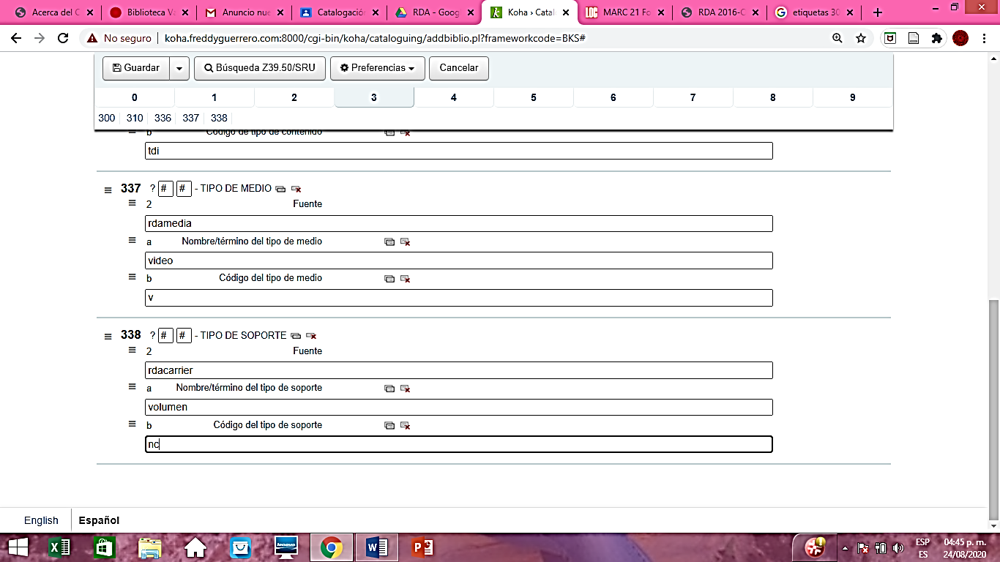 Acerca del C
Biblioteca Va
Anuncio nue
Catalogación
RDA - Goog
Koha › Catal
MARC 21 Fo
RDA 2016-C
etiquetas 3C
No seguro | koha.freddyguerrero.com:8000/cgi-bin/koha/cataloguing/addbiblio.pl?frameworkcode=BKS#
Guardar Búsqueda Z39.50/SRU Preferencias Cancelar
0 1 2 3 4 5 6 7 8 9
300 310 336 337 338
b Código de tipo de contenido
tdi
337 ? # # - TIPO DE MEDIO
2 Fuente
rdamedia
a Nombre/término del tipo de medio
video
b Código del tipo de medio
v
338 ? # # - TIPO DE SOPORTE
2 Fuente
rdacarrier
a Nombre/término del tipo de soporte
volumen
b Código del tipo de soporte
nc
English Español
ESP 04:45 p. m.
ES 24/08/2020